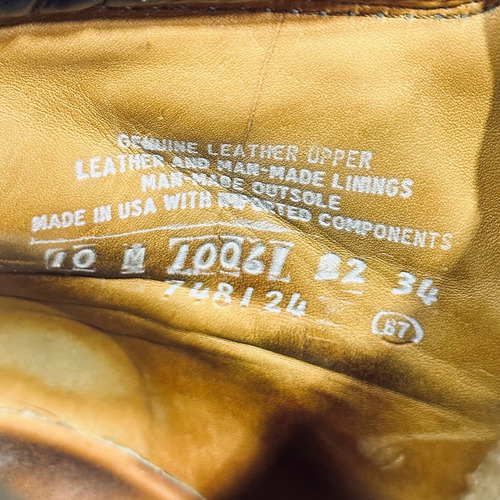 GENUINE LEATHER UPPER
LEATHER AND MAN-MADE LININGS
MAN-MADE OUTSOLE
MADE IN USA WITH IMPORTED COMPONENTS
10 M 10061 82 34
748124
67